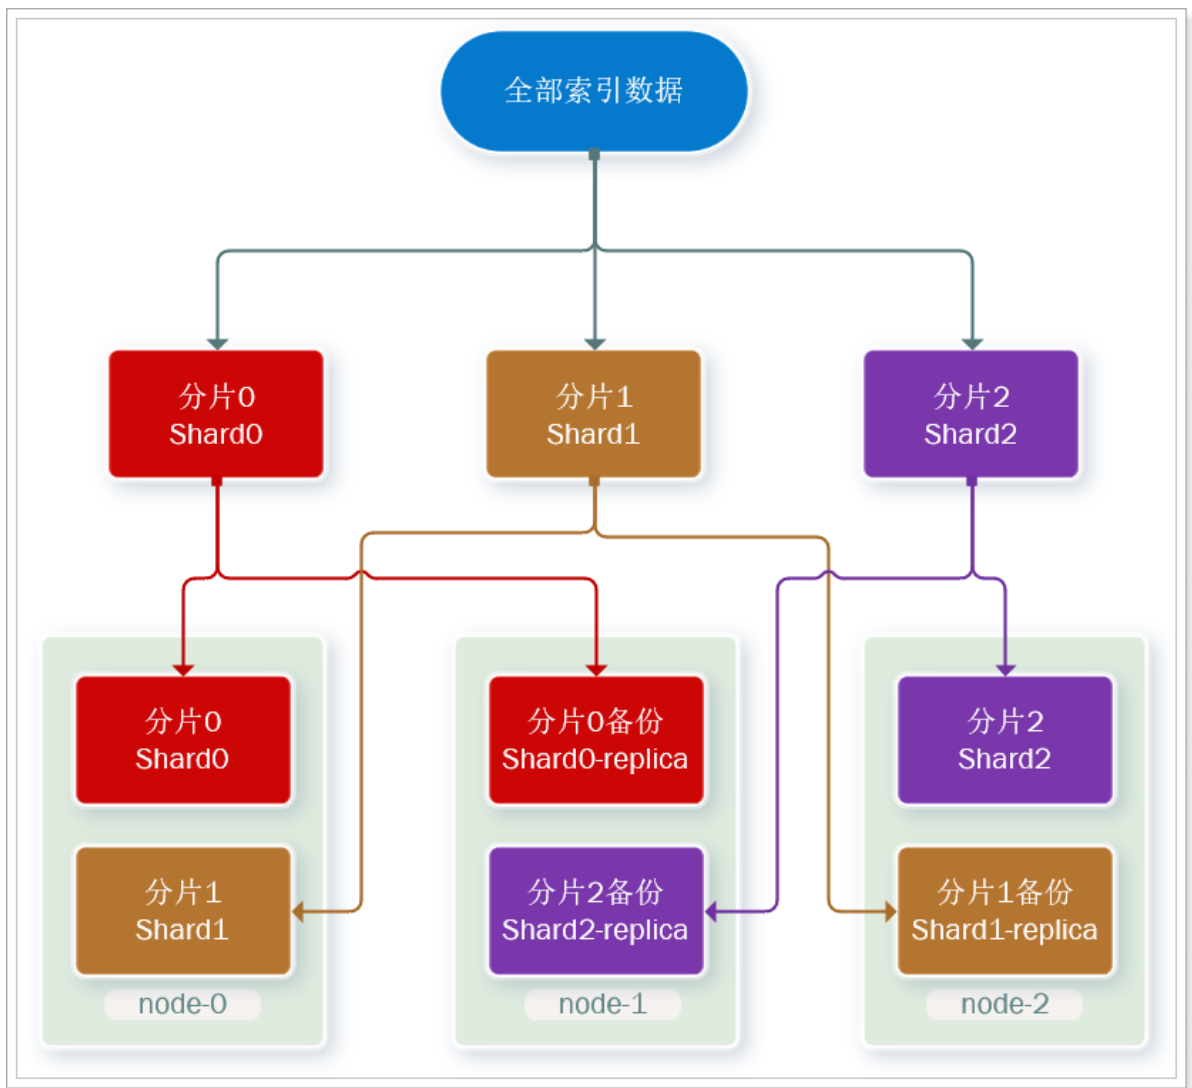 全部索引数据
分片0
Shard0
分片1
Shard1
分片2
Shard2
分片0
Shard0
分片1
Shard1
node-0
分片0备份
Shard0-replica
分片2备份
Shard2-replica
node-1
分片2
Shard2
分片1备份
Shard1-replica
node-2